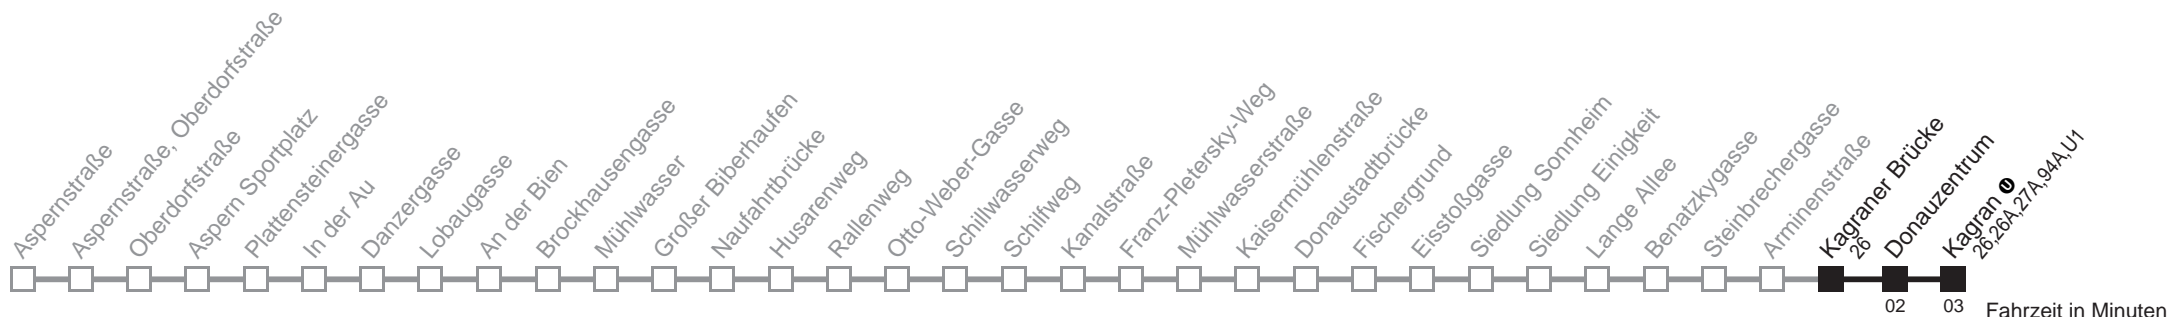 Aspernstraße
Aspernstraße, Oberdorfstraße
Oberdorfstraße
Aspern Sportplatz
Plattensteinergasse
In der Au
Danzergasse
Lobaugasse
An der Bien
Brockhausengasse
Mühlwasser
Großer Biberhaufen
Naufahrtbrücke
Husarenweg
Rallenweg
Otto-Weber-Gasse
Schillwasserweg
Schilfweg
Kanalstraße
Franz-Pletersky-Weg
Mühlwasserstraße
Kaisermühlenstraße
Donaustadtbrücke
Fischergrund
Eisstoßgasse
Siedlung Sonnheim
Siedlung Einigkeit
Lange Allee
Benatzkygasse
Steinbrechergasse
Arminenstraße
Kagraner Brücke
26
Donauzentrum
Kagran U
26,26A,27A,94A,U1
02
03
Fahrzeit in Minuten